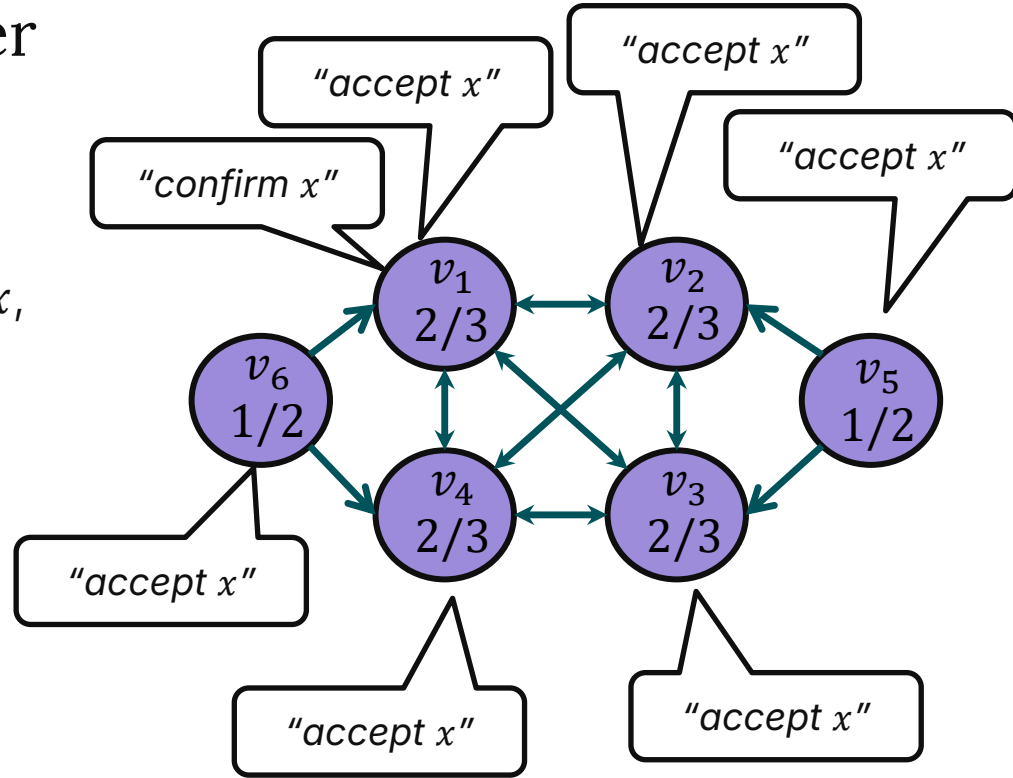 er
“accept x”
“accept x”
“accept x”
“confirm x”
x,
v₁
2/3
v₂
2/3
v₆
1/2
v₅
1/2
v₄
2/3
v₃
2/3
“accept x”
“accept x”
“accept x”